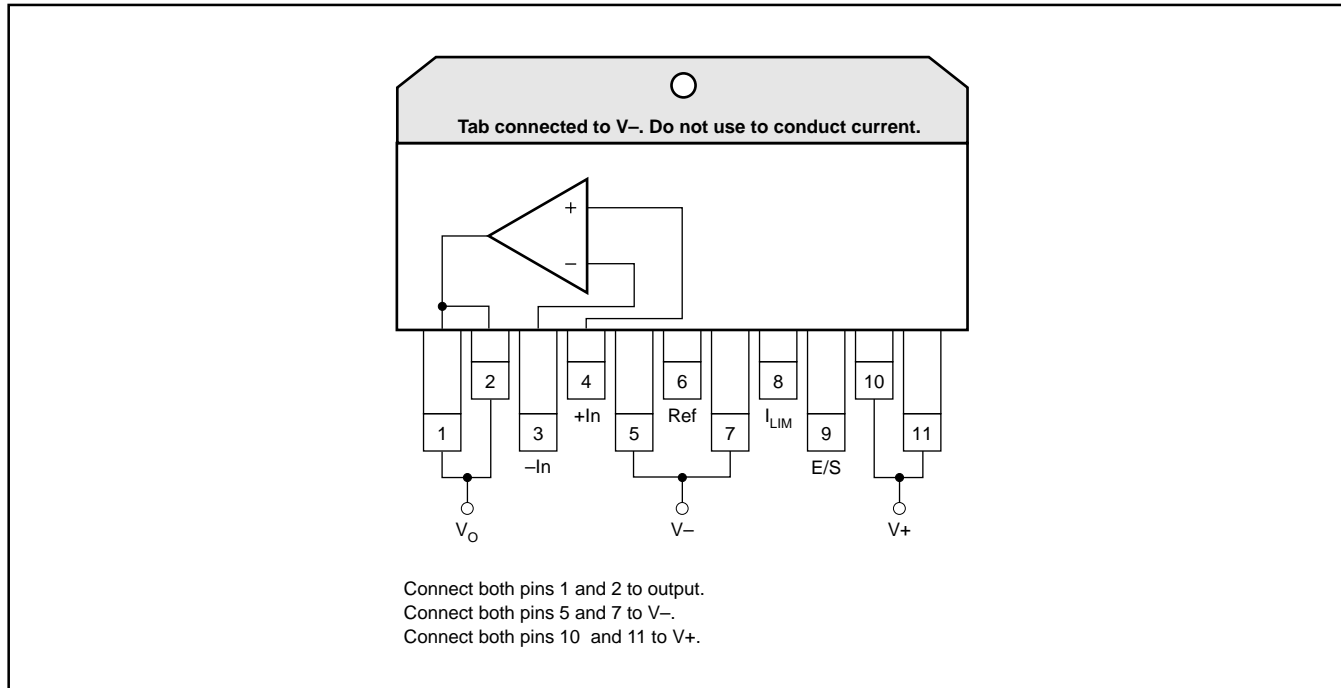 Tab connected to V–. Do not use to conduct current.
+
–
1
2
3
4
5
6
7
8
9
10
11
–In
+In
Ref
I_LIM
E/S
V_O
V–
V+
Connect both pins 1 and 2 to output.
Connect both pins 5 and 7 to V–.
Connect both pins 10 and 11 to V+.